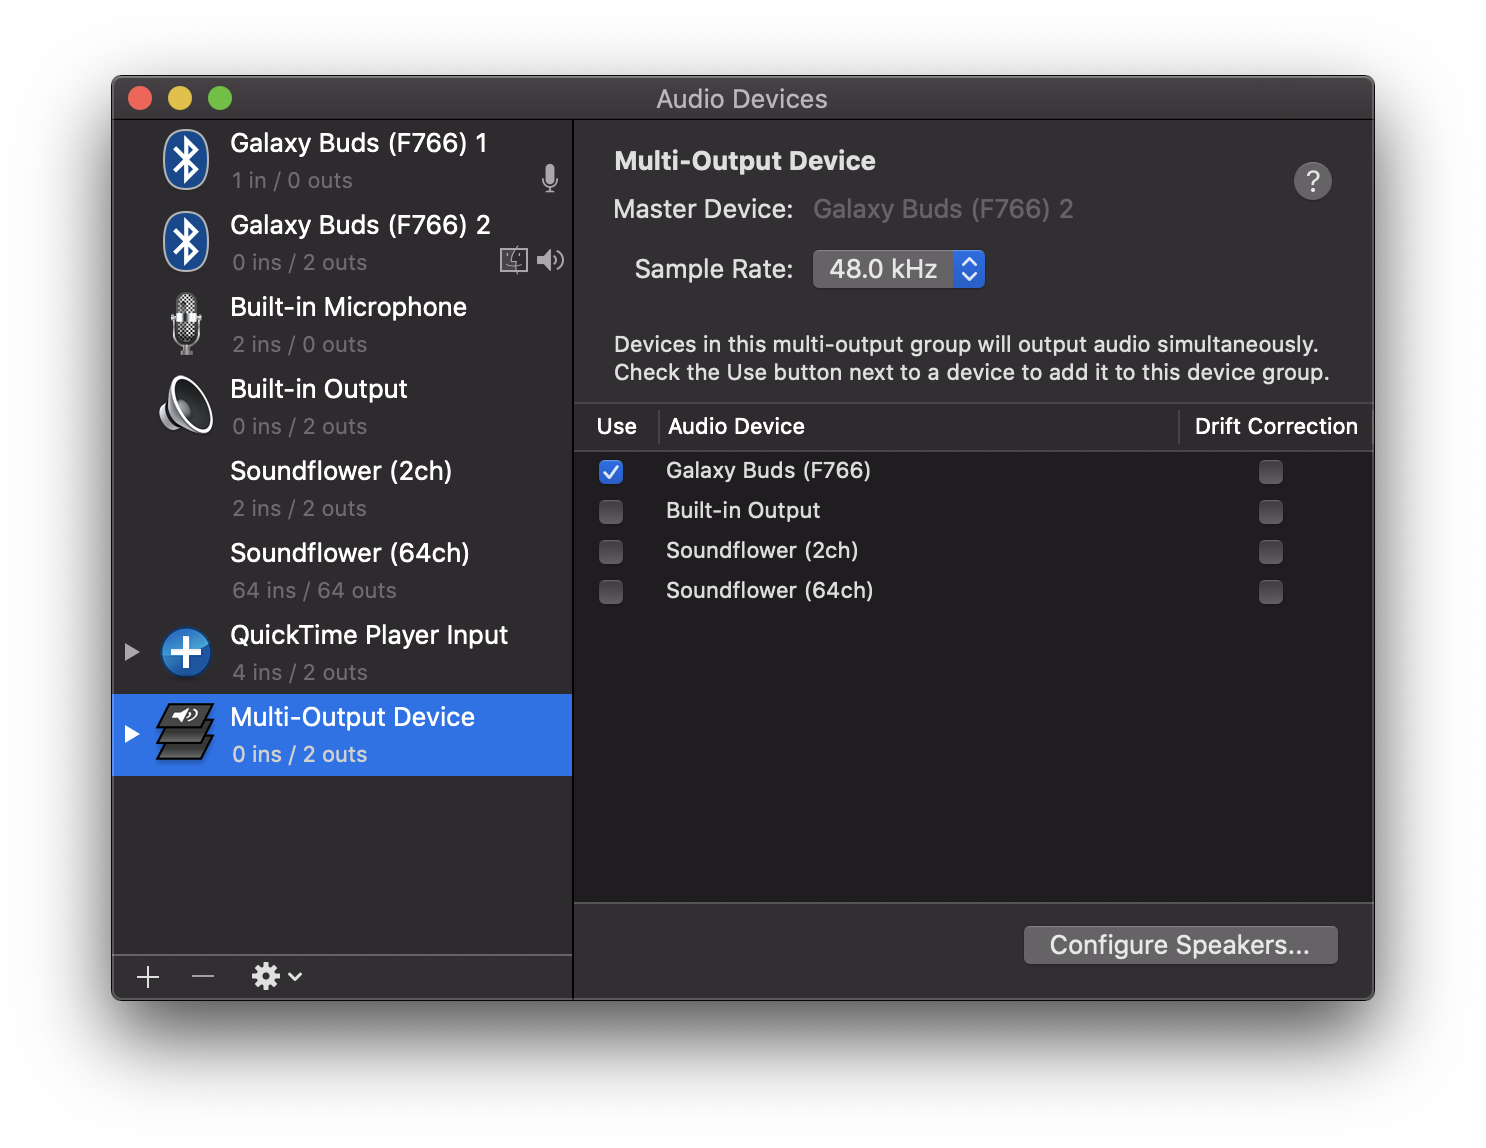 Audio Devices
Galaxy Buds (F766) 1
1 in / 0 outs
Galaxy Buds (F766) 2
0 ins / 2 outs
Built-in Microphone
2 ins / 0 outs
Built-in Output
0 ins / 2 outs
Soundflower (2ch)
2 ins / 2 outs
Soundflower (64ch)
64 ins / 64 outs
QuickTime Player Input
4 ins / 2 outs
Multi-Output Device
0 ins / 2 outs
Multi-Output Device
?
Master Device: Galaxy Buds (F766) 2
Sample Rate: 48.0 kHz
Devices in this multi-output group will output audio simultaneously.
Check the Use button next to a device to add it to this device group.
Use Audio Device Drift Correction
Galaxy Buds (F766)
Built-in Output
Soundflower (2ch)
Soundflower (64ch)
Configure Speakers...